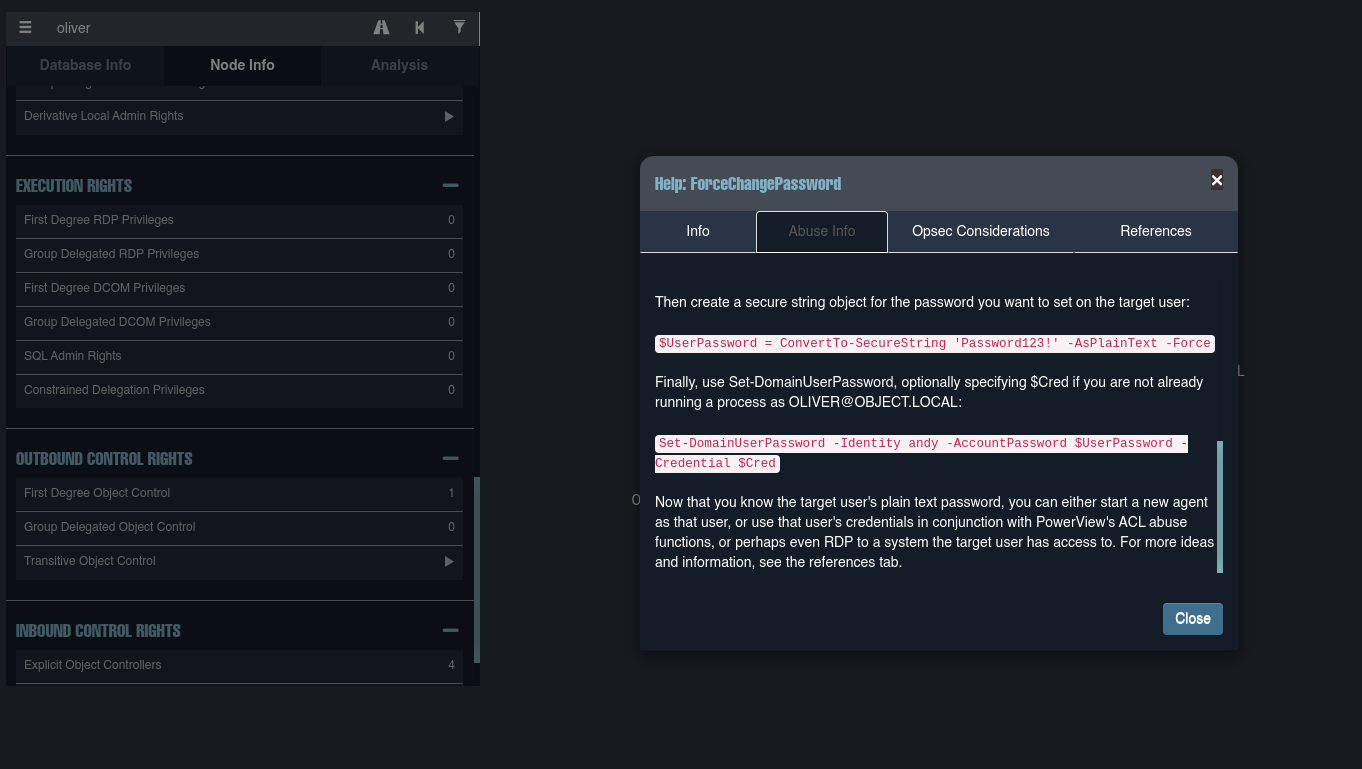 oliver
Database Info
Node Info
Analysis
Derivative Local Admin Rights
EXECUTION RIGHTS
First Degree RDP Privileges 0
Group Delegated RDP Privileges 0
First Degree DCOM Privileges 0
Group Delegated DCOM Privileges 0
SQL Admin Rights 0
Constrained Delegation Privileges 0
OUTBOUND CONTROL RIGHTS
First Degree Object Control 1
Group Delegated Object Control 0
Transitive Object Control
INBOUND CONTROL RIGHTS
Explicit Object Controllers 4
Help: ForceChangePassword
Info
Abuse Info
Opsec Considerations
References
Then create a secure string object for the password you want to set on the target user:
$UserPassword = ConvertTo-SecureString 'Password123!' -AsPlainText -Force
Finally, use Set-DomainUserPassword, optionally specifying $Cred if you are not already
running a process as OLIVER@OBJECT.LOCAL:
Set-DomainUserPassword -Identity andy -AccountPassword $UserPassword -
Credential $Cred
Now that you know the target user's plain text password, you can either start a new agent
as that user, or use that user's credentials in conjunction with PowerView's ACL abuse
functions, or perhaps even RDP to a system the target user has access to. For more ideas
and information, see the references tab.
Close